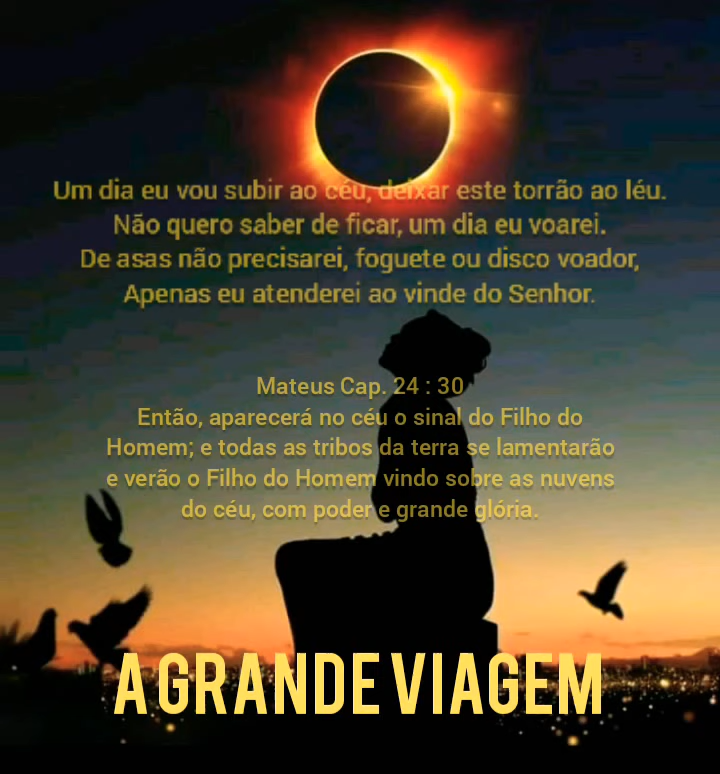 Um dia eu vou subir ao céu, deixar este torrão ao léu.
Não quero saber de ficar, um dia eu voarei.
De asas não precisarei, foguete ou disco voador,
Apenas eu atenderei ao vinde do Senhor.
Mateus Cap. 24 : 30
Então, aparecerá no céu o sinal do Filho do
Homem; e todas as tribos da terra se lamentarão
e verão o Filho do Homem vindo sobre as nuvens
do céu, com poder e grande glória.
A GRANDE VIAGEM